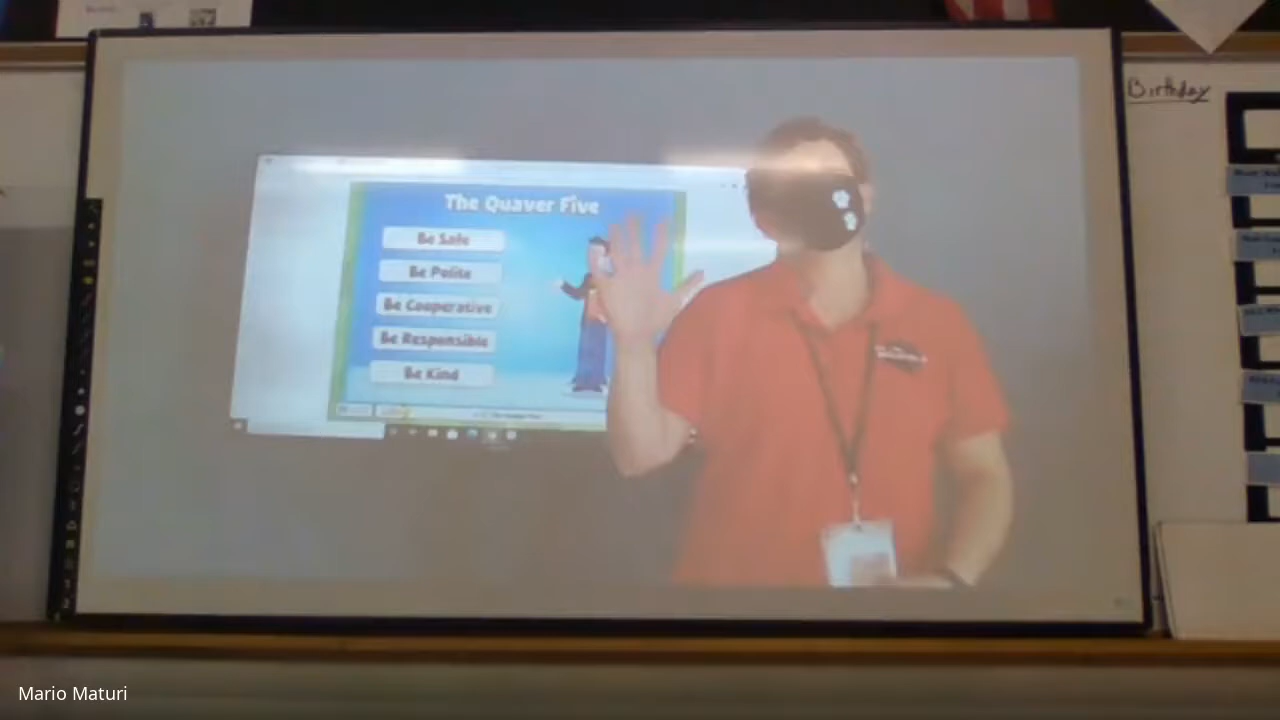 Birthday
The Quaver Five
Be Safe
Be Polite
Be Cooperative
Be Responsible
Be Kind
Mario Maturi